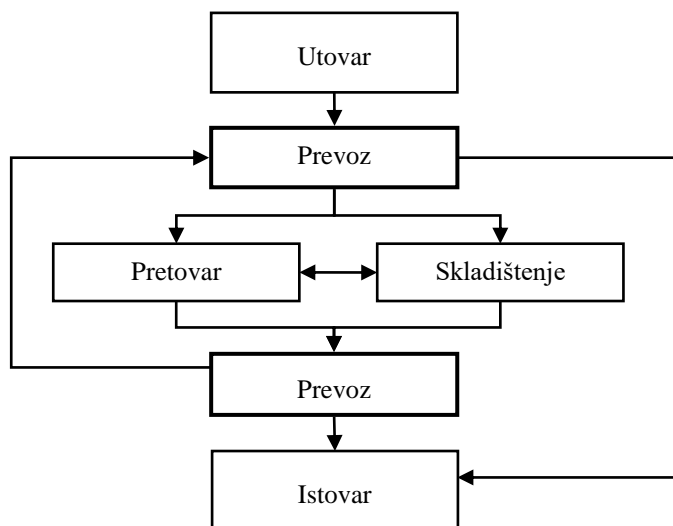 Utovar
Prevoz
Pretovar
Skladištenje
Prevoz
Istovar